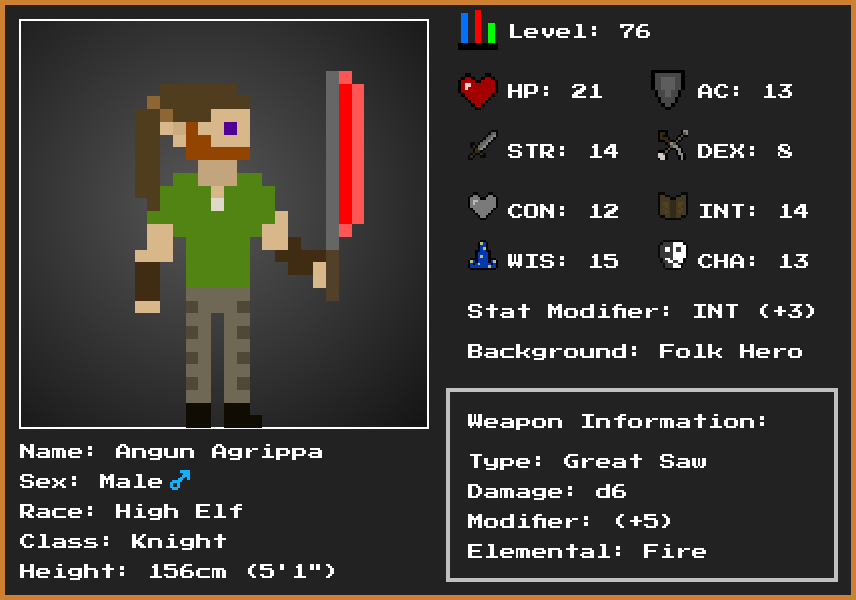 Level: 76
HP: 21 AC: 13
STR: 14 DEX: 8
CON: 12 INT: 14
WIS: 15 CHA: 13
Stat Modifier: INT (+3)
Background: Folk Hero
Weapon Information:
Type: Great Saw
Damage: d6
Modifier: (+5)
Elemental: Fire
Name: Angun Agrippa
Sex: Male ♂
Race: High Elf
Class: Knight
Height: 156cm (5'1")